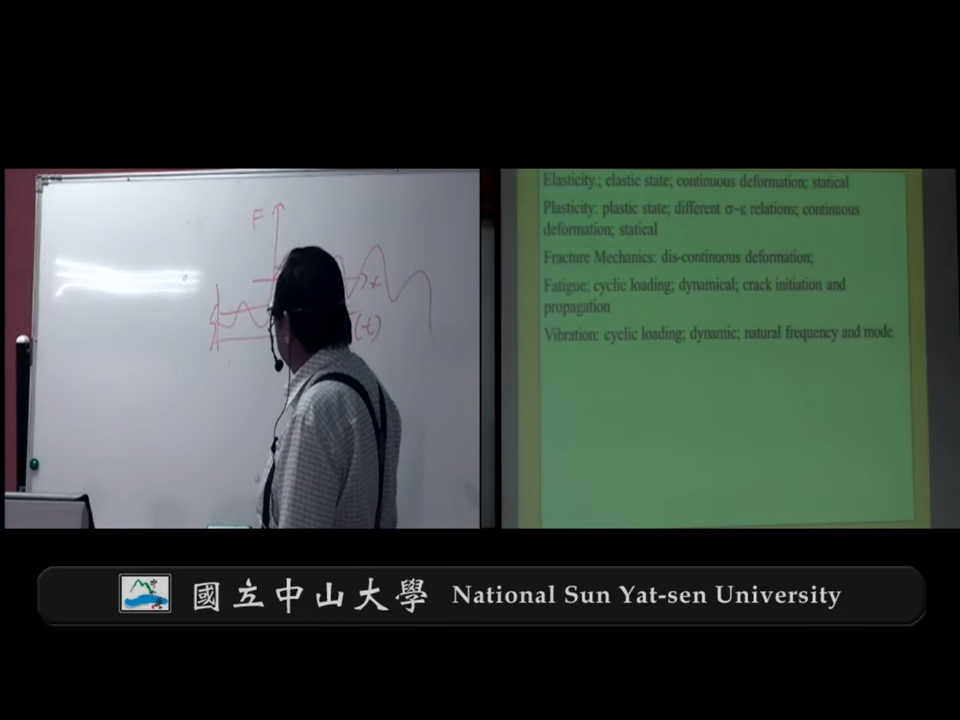 F
(t)
Elasticity.; elastic state; continuous deformation; statical
Plasticity: plastic state; different σ-ε relations; continuous
deformation; statical
Fracture Mechanics: dis-continuous deformation;
Fatigue: cyclic loading; dynamical; crack initiation and
propagation
Vibration: cyclic loading; dynamic; natural frequency and mode
國立中山大學 National Sun Yat-sen University